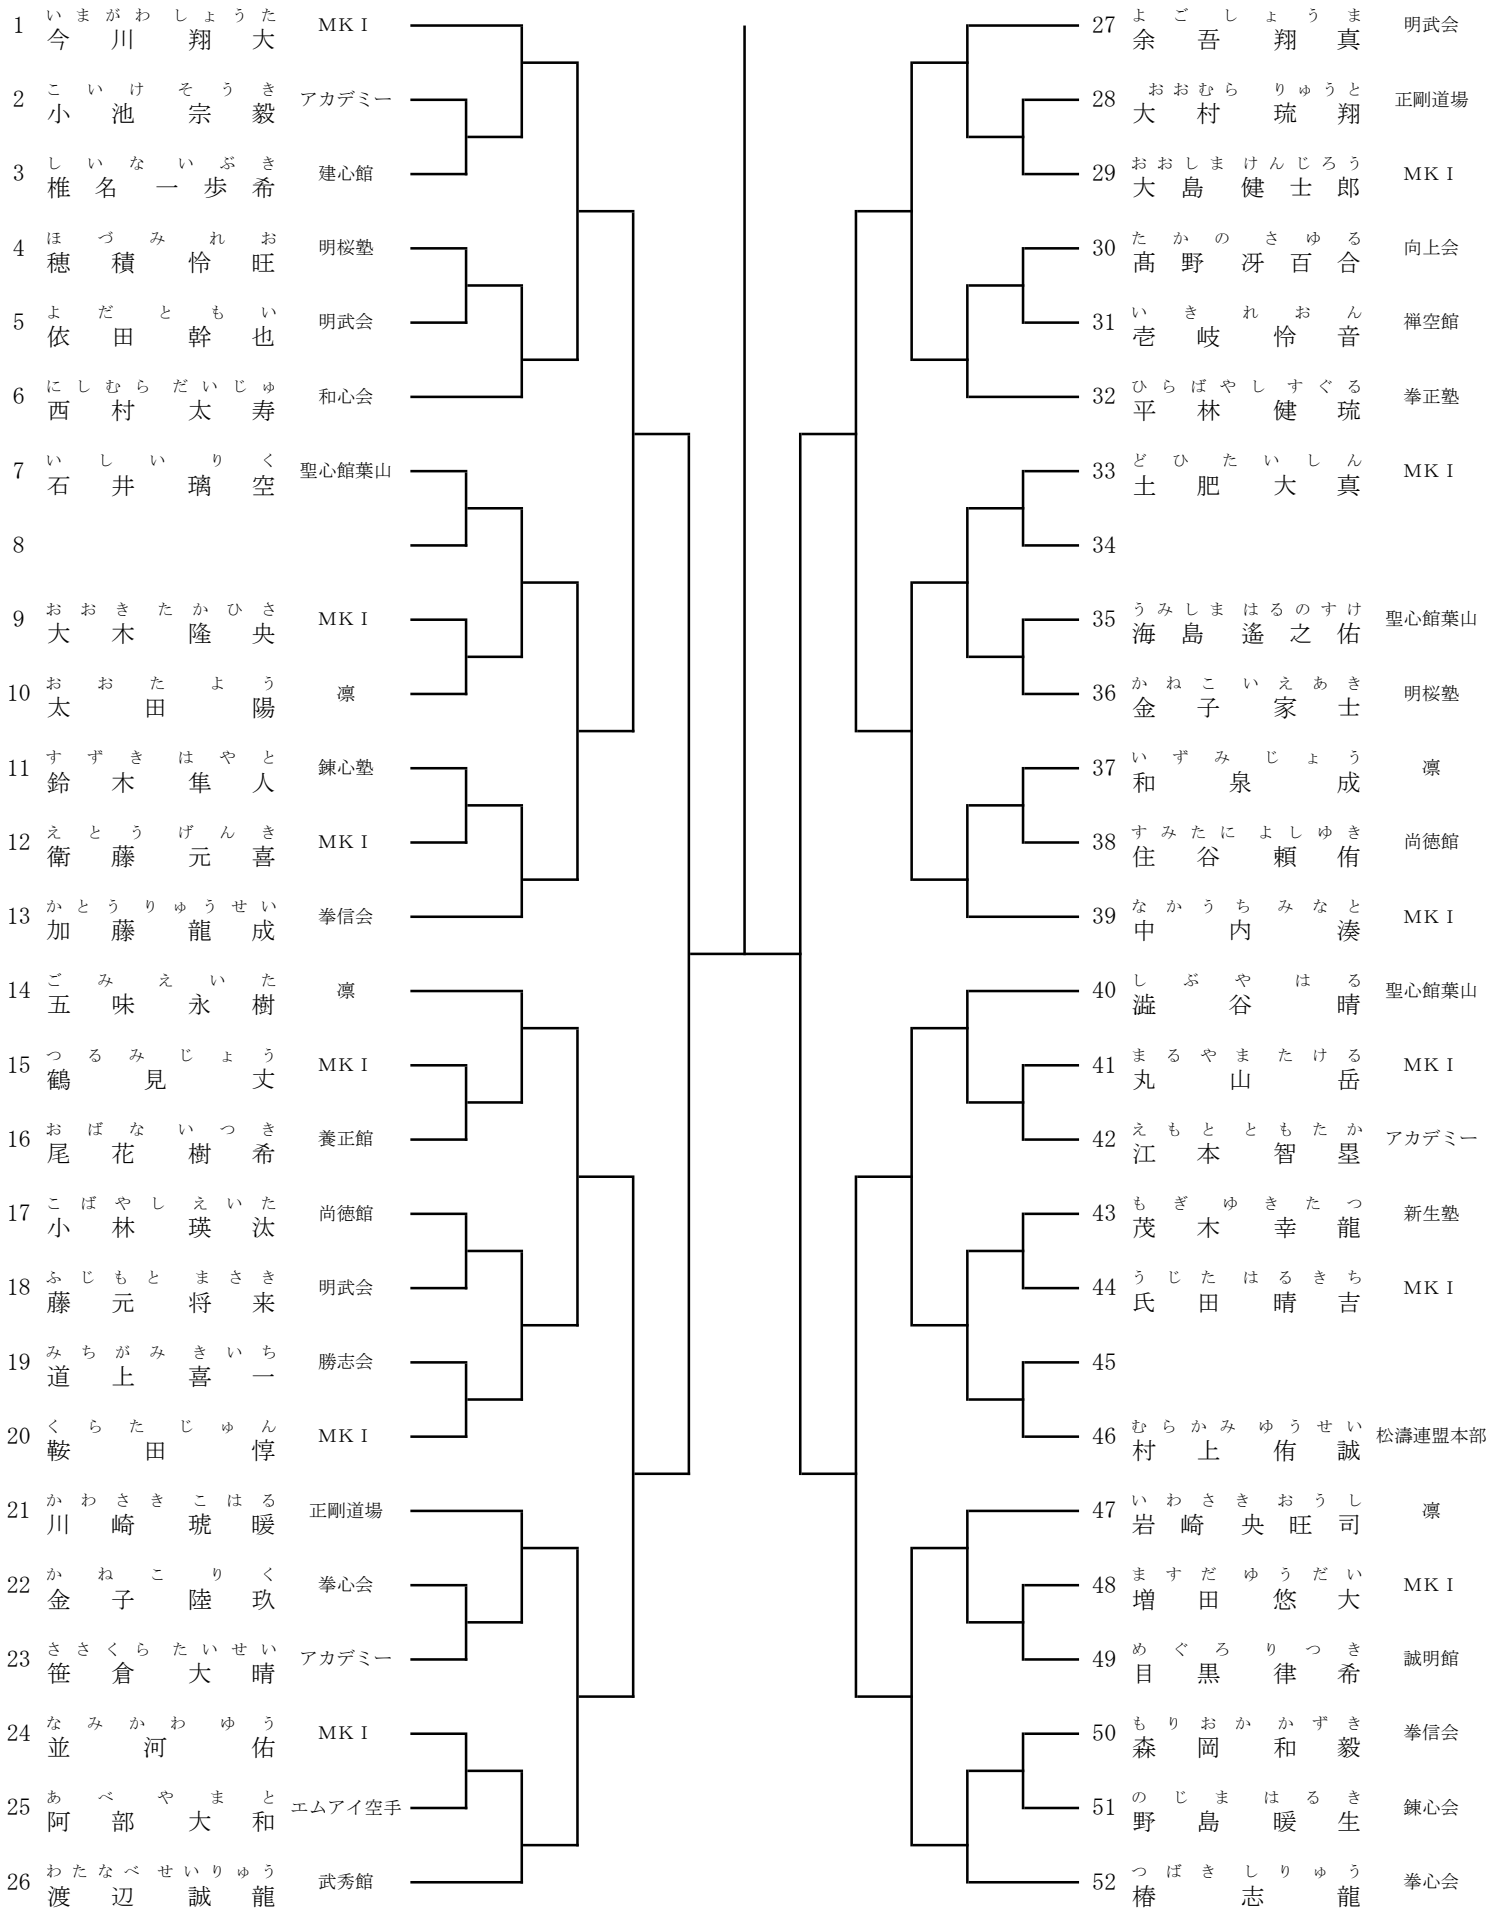 いまがわ しょうた
1 今川 翔大 MKI
こいけ そうき
2 小池 宗毅 アカデミー
しいな いぶき
3 椎名 一歩希 建心館
ほづみ れお
4 穂積 怜旺 明桜塾
よだ ともい
5 依田 幹也 明武会
にしむら だいじゅ
6 西村 太寿 和心会
いしい りく
7 石井 璃空 聖心館葉山
8
おおき たかひさ
9 大木 隆央 MKI
おおた よう
10 太田 陽 凛
すずき はやと
11 鈴木 隼人 錬心塾
えとう げんき
12 衛藤 元喜 MKI
かとう りゅうせい
13 加藤 龍成 拳信会
ごみ えいた
14 五味 永樹 凛
つるみ じょう
15 鶴見 丈 MKI
おばな いつき
16 尾花 樹希 養正館
こばやし えいた
17 小林 瑛汰 尚徳館
ふじもと まさき
18 藤元 将来 明武会
みちがみ きいち
19 道上 喜一 勝志会
くらた じゅん
20 鞍田 惇 MKI
かわさき こはる
21 川崎 琥暖 正剛道場
かねこ りく
22 金子 陸玖 拳心会
ささくら たいせい
23 笹倉 大晴 アカデミー
なみかわ ゆう
24 並河 佑 MKI
あべ やまと
25 阿部 大和 エムアイ空手
わたなべ せいりゅう
26 渡辺 誠龍 武秀館
よご しょうま
27 余吾 翔真 明武会
おおむら りゅうと
28 大村 琉翔 正剛道場
おおしま けんじろう
29 大島 健士郎 MKI
たかの さゆる
30 髙野 冴百合 向上会
いき れおん
31 壱岐 怜音 禅空館
ひらばやし すぐる
32 平林 健琉 拳正塾
どひ たいしん
33 土肥 大真 MKI
34
うみしま はるのすけ
35 海島 遙之佑 聖心館葉山
かねこ いえあき
36 金子 家士 明桜塾
いずみ じょう
37 和泉 成 凛
すみたに よしゆき
38 住谷 頼侑 尚徳館
なかうち みなと
39 中内 湊 MKI
しぶや はる
40 澁谷 晴 聖心館葉山
まるやま たける
41 丸山 岳 MKI
えもと ともたか
42 江本 智塁 アカデミー
もぎ ゆきたつ
43 茂木 幸龍 新生塾
うじた はるきち
44 氏田 晴吉 MKI
45
むらかみ ゆうせい
46 村上 侑誠 松濤連盟本部
いわさき おうし
47 岩崎 央旺司 凛
ますだ ゆうだい
48 増田 悠大 MKI
めぐろ りつき
49 目黒 律希 誠明館
もりおか かずき
50 森岡 和毅 拳信会
のじま はるき
51 野島 暖生 錬心会
つばき しりゅう
52 椿 志龍 拳心会